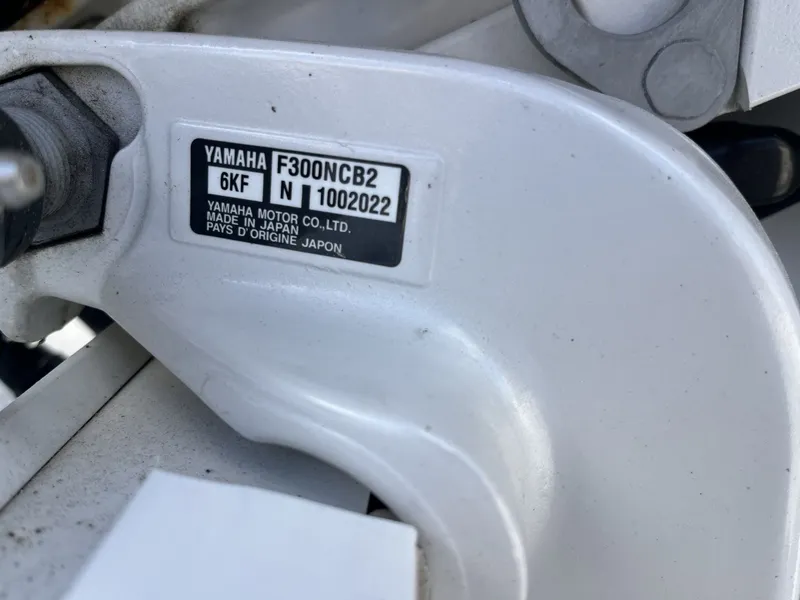 YAMAHA F300NCB2
6KF N 1002022
YAMAHA MOTOR CO.,LTD.
MADE IN JAPAN
PAYS D'ORIGINE JAPON